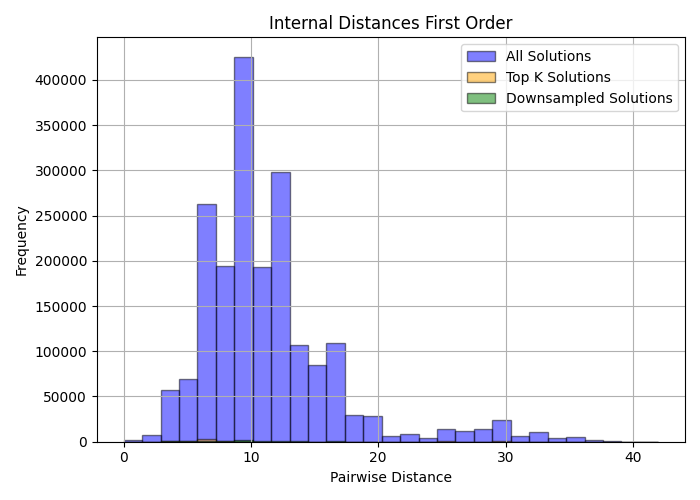 Internal Distances First Order
All Solutions
Top K Solutions
Downsampled Solutions
Frequency
400000
350000
300000
250000
200000
150000
100000
50000
0
0 10 20 30 40
Pairwise Distance